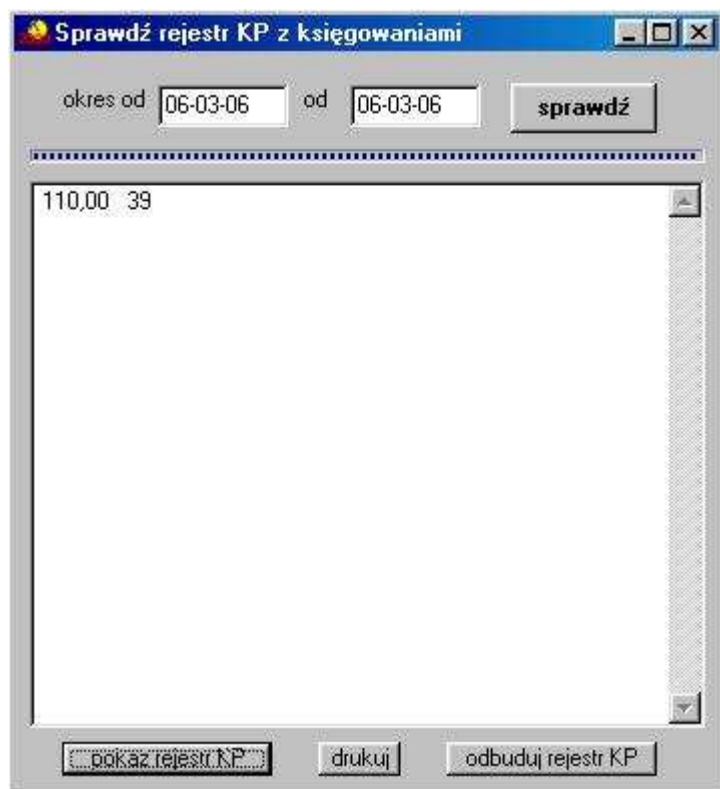 Sprawdź rejestr KP z księgowaniami
okres od 06-03-06 od 06-03-06 sprawdź
110,00 39
pokaz rejestr KP drukuj odbuduj rejestr KP